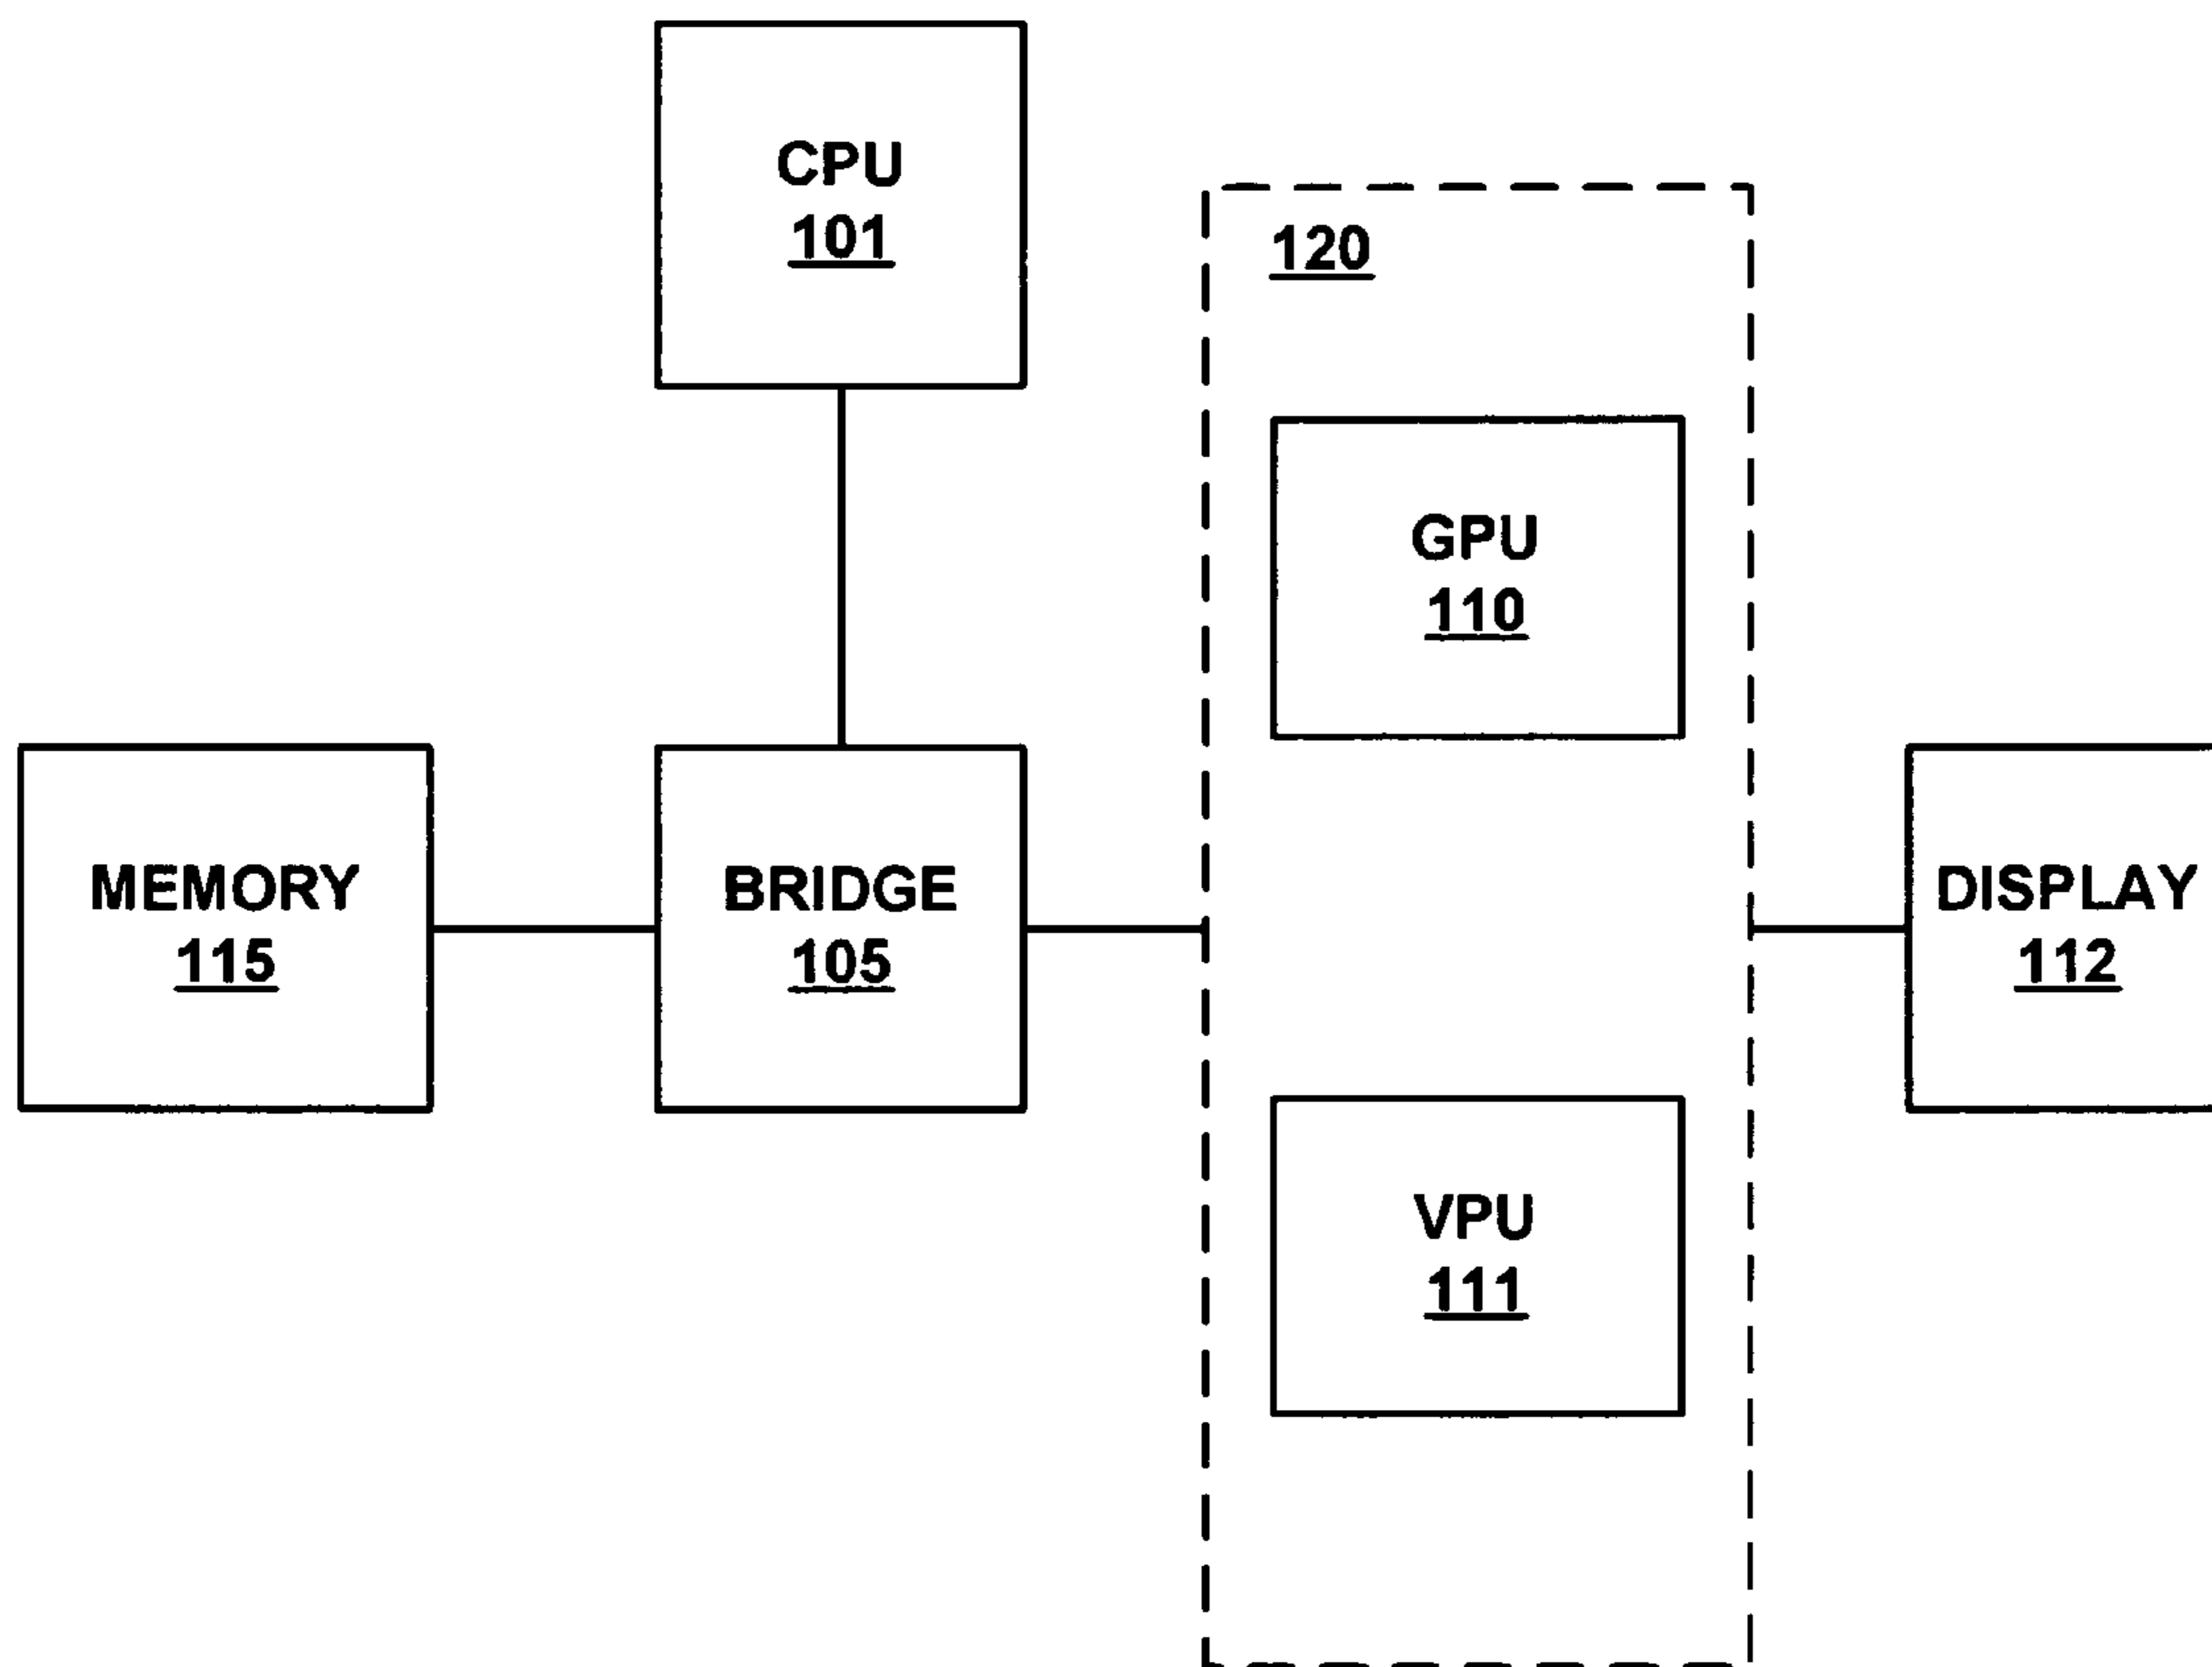 CPU
101
120
GPU
110
MEMORY
115
BRIDGE
105
DISPLAY
112
VPU
111